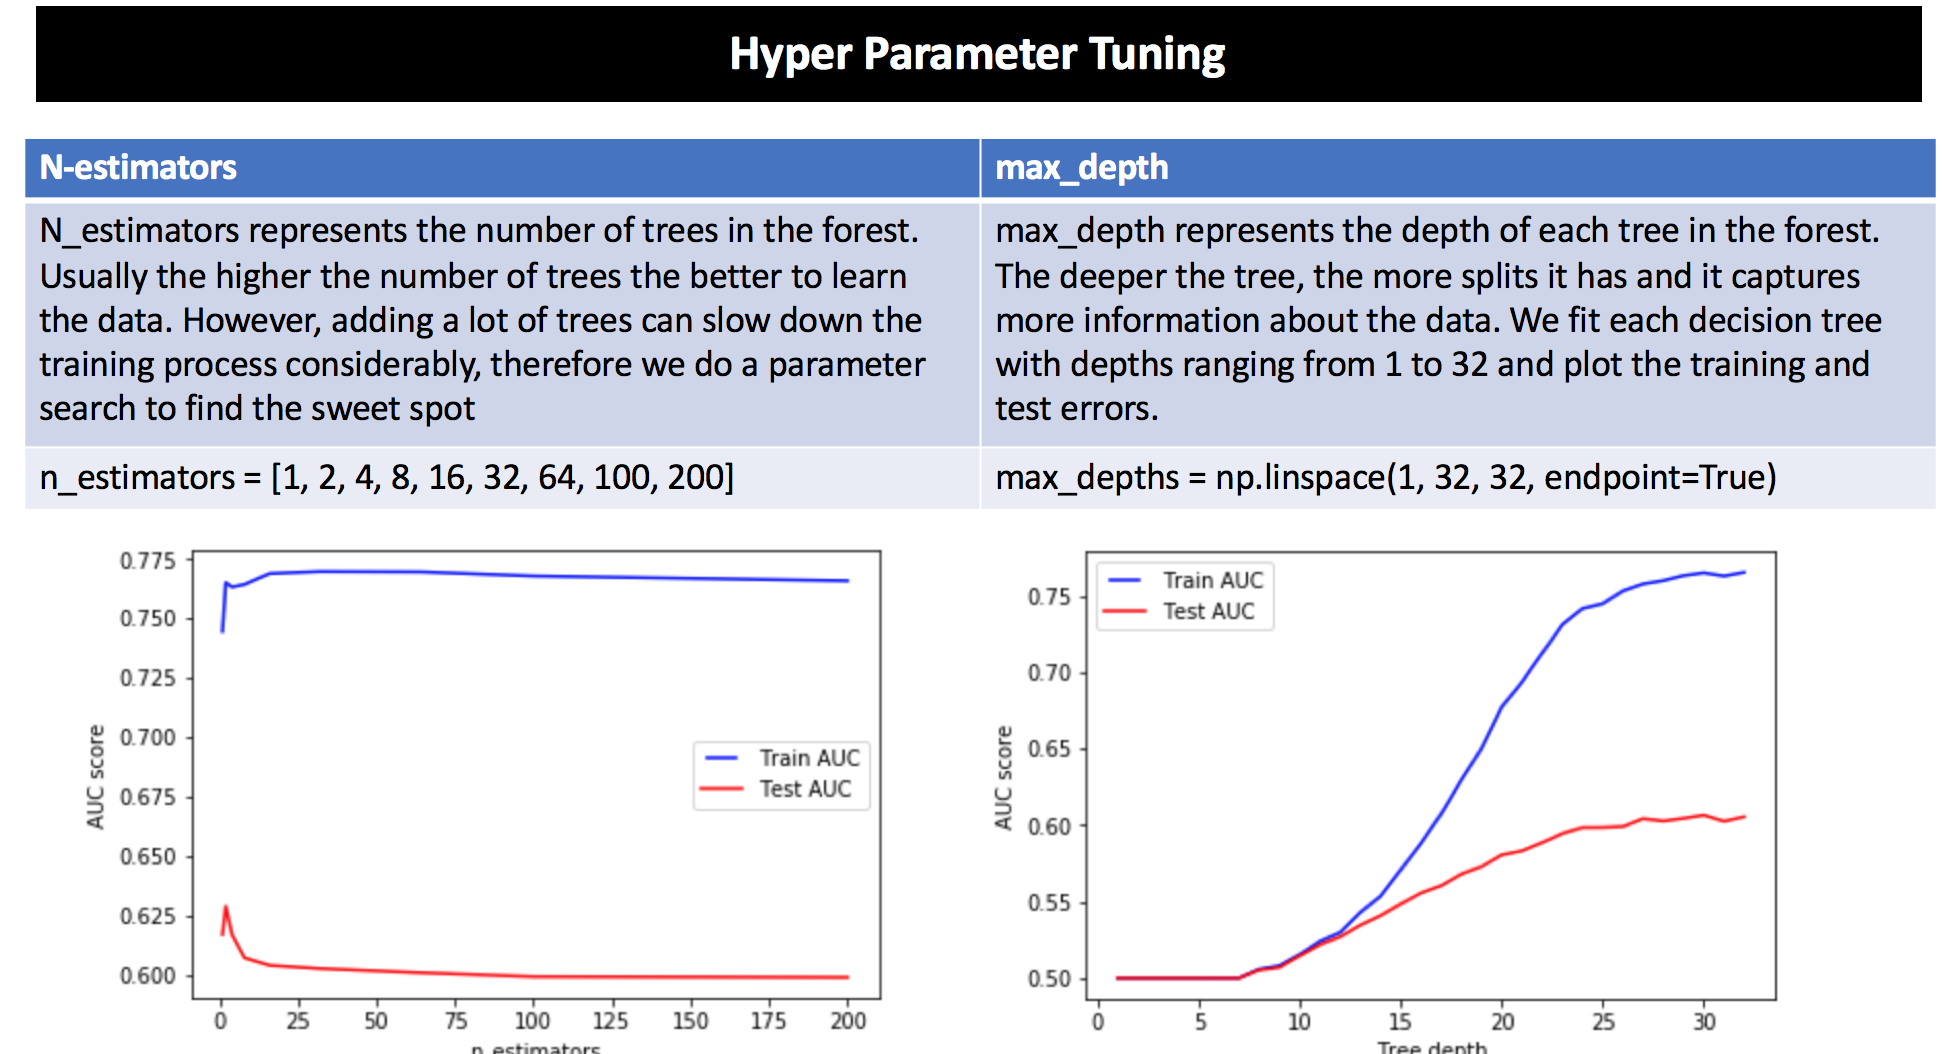 Hyper Parameter Tuning
N-estimators
max_depth
N_estimators represents the number of trees in the forest.
Usually the higher the number of trees the better to learn
the data. However, adding a lot of trees can slow down the
training process considerably, therefore we do a parameter
search to find the sweet spot
max_depth represents the depth of each tree in the forest.
The deeper the tree, the more splits it has and it captures
more information about the data. We fit each decision tree
with depths ranging from 1 to 32 and plot the training and
test errors.
n_estimators = [1, 2, 4, 8, 16, 32, 64, 100, 200]
max_depths = np.linspace(1, 32, 32, endpoint=True)
0.775
0.750
0.725
0.700
0.675
0.650
0.625
0.600
AUC score
Train AUC
Test AUC
0 25 50 75 100 125 150 175 200
n_estimators
Train AUC
Test AUC
0.75
0.70
0.65
0.60
0.55
0.50
AUC score
0 5 10 15 20 25 30
Tree depth